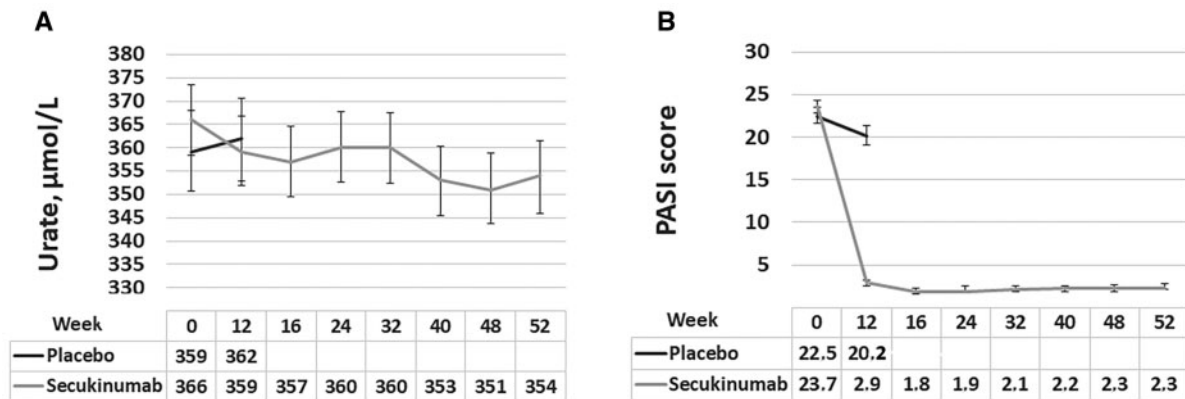 A
Urate, µmol/L
380
375
370
365
360
355
350
345
340
335
330
Week 0 12 16 24 32 40 48 52
Placebo 359 362
Secukinumab 366 359 357 360 360 353 351 354
B
PASI score
30
25
20
15
10
5
Week 0 12 16 24 32 40 48 52
Placebo 22.5 20.2
Secukinumab 23.7 2.9 1.8 1.9 2.1 2.2 2.3 2.3